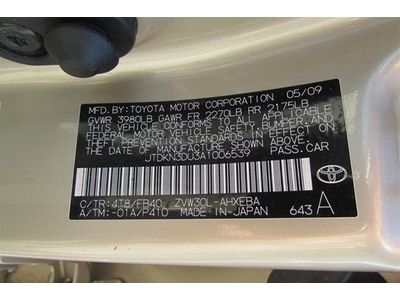 MFD. BY: TOYOTA MOTOR CORPORATION 05/09
GVWR 3980LB GAWR FR 2270LB RR 2175LB
THIS VEHICLE CONFORMS TO ALL APPLICABLE
FEDERAL MOTOR VEHICLE SAFETY,
BUMPER, AND THEFT PREVENTION STANDARDS
IN EFFECT ON THE DATE OF
MANUFACTURE SHOWN ABOVE.
JTDKN3DU3A1006539 PASS.CAR
C/TR: 4T8/FB40 ZVW30L-AHXEBA
A/TM: -01A/P410 MADE IN JAPAN 643 A
TOYOTA